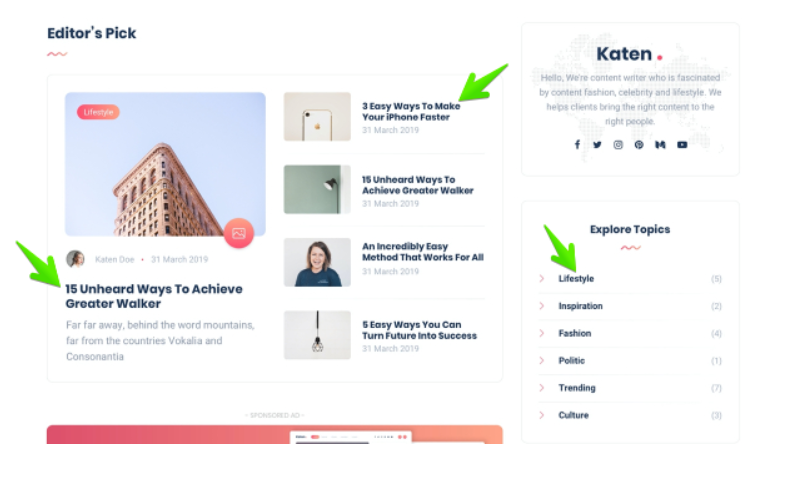 Editor's Pick
Lifestyle
Katen Doe • 31 March 2019
15 Unheard Ways To Achieve
Greater Walker
Far far away, behind the word mountains,
far from the countries Vokalia and
Consonantia
3 Easy Ways To Make
Your iPhone Faster
31 March 2019
15 Unheard Ways To
Achieve Greater Walker
31 March 2019
An Incredibly Easy
Method That Works For All
31 March 2019
5 Easy Ways You Can
Turn Future Into Success
31 March 2019
- SPONSORED AD -
Katen .
Hello, We're content writer who is fascinated
by content fashion, celebrity and lifestyle. We
helps clients bring the right content to the
right people.
Explore Topics
Lifestyle (5)
Inspiration (2)
Fashion (4)
Politic (1)
Trending (7)
Culture (3)